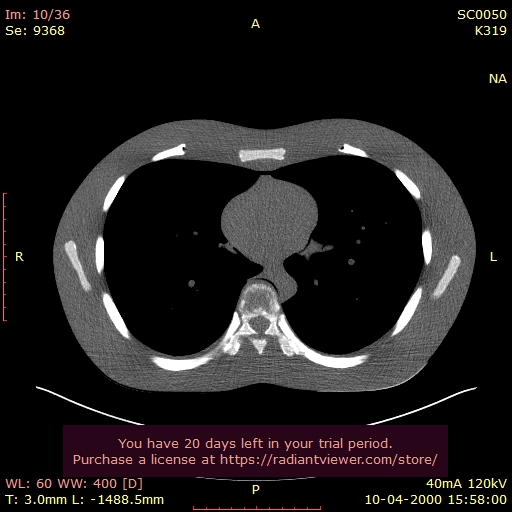 Im: 10/36
Se: 9368
A
SC0050
K319
NA
R
L
You have 20 days left in your trial period.
Purchase a license at https://radiantviewer.com/store/
WL: 60 WW: 400 [D]
T: 3.0mm L: -1488.5mm
P
40mA 120kV
10-04-2000 15:58:00